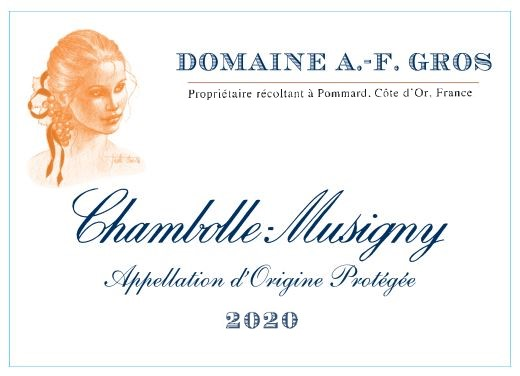 DOMAINE A.-F. GROS
Propriétaire récoltant à Pommard, Côte d'Or, France
Chambolle-Musigny
Appellation d'Origine Protégée
2020